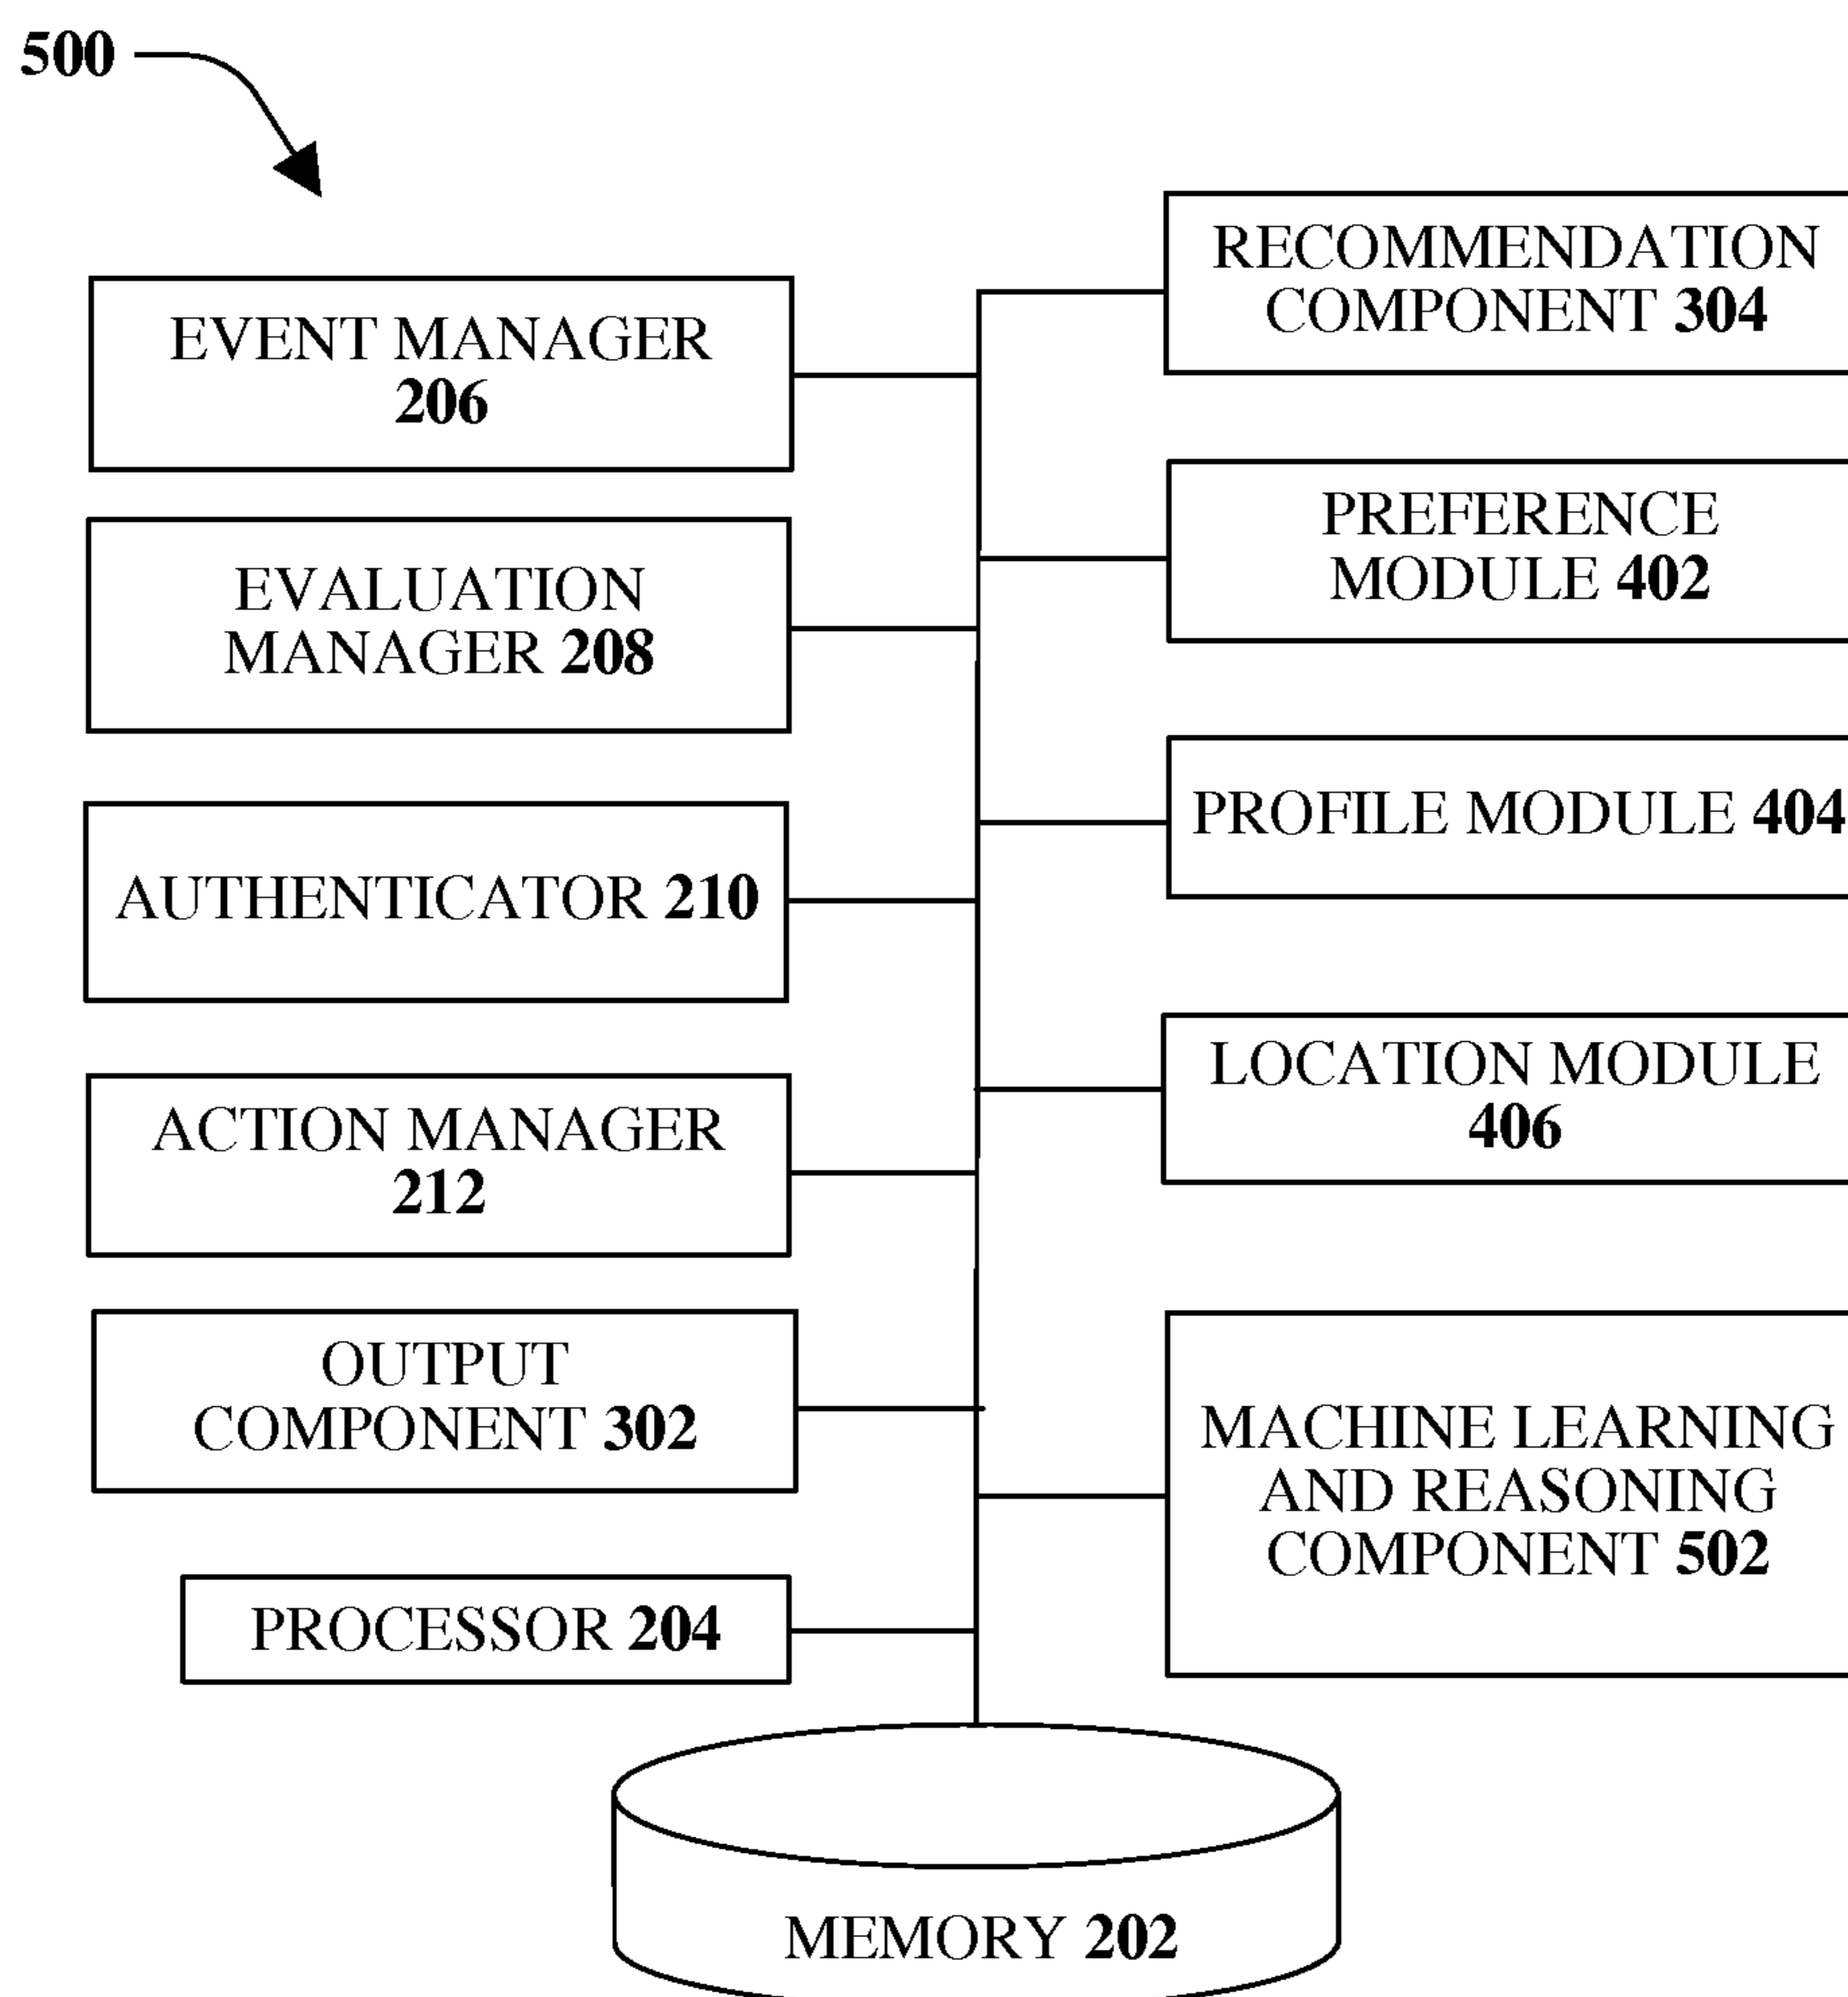 500
EVENT MANAGER
206
EVALUATION
MANAGER 208
AUTHENTICATOR 210
ACTION MANAGER
212
OUTPUT
COMPONENT 302
PROCESSOR 204
RECOMMENDATION
COMPONENT 304
PREFERENCE
MODULE 402
PROFILE MODULE 404
LOCATION MODULE
406
MACHINE LEARNING
AND REASONING
COMPONENT 502
MEMORY 202